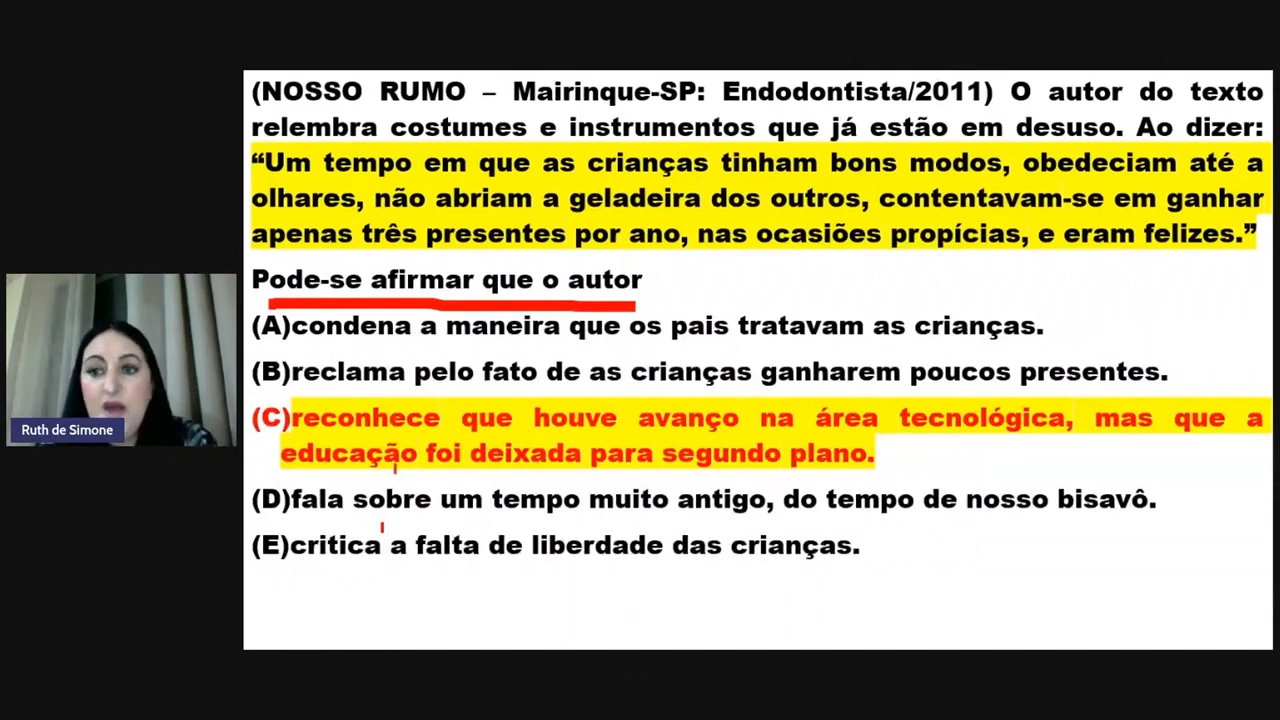 (NOSSO RUMO – Mairinque-SP: Endodontista/2011) O autor do texto
relembra costumes e instrumentos que já estão em desuso. Ao dizer:
“Um tempo em que as crianças tinham bons modos, obedeciam até a
olhares, não abriam a geladeira dos outros, contentavam-se em ganhar
apenas três presentes por ano, nas ocasiões propícias, e eram felizes.”
Pode-se afirmar que o autor
(A)condena a maneira que os pais tratavam as crianças.
(B)reclama pelo fato de as crianças ganharem poucos presentes.
(C)reconhece que houve avanço na área tecnológica, mas que a
educação foi deixada para segundo plano.
Ruth de Simone
(D)fala sobre um tempo muito antigo, do tempo de nosso bisavô.
(E)critica a falta de liberdade das crianças.